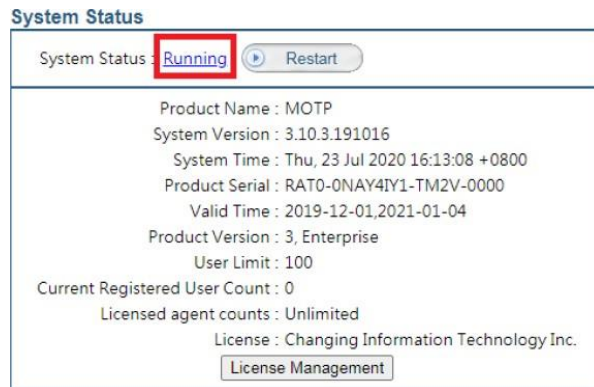 System Status
System Status : Running Restart
Product Name : MOTP
System Version : 3.10.3.191016
System Time : Thu, 23 Jul 2020 16:13:08 +0800
Product Serial : RAT0-0NAY4IY1-TM2V-0000
Valid Time : 2019-12-01,2021-01-04
Product Version : 3, Enterprise
User Limit : 100
Current Registered User Count : 0
Licensed agent counts : Unlimited
License : Changing Information Technology Inc.
License Management